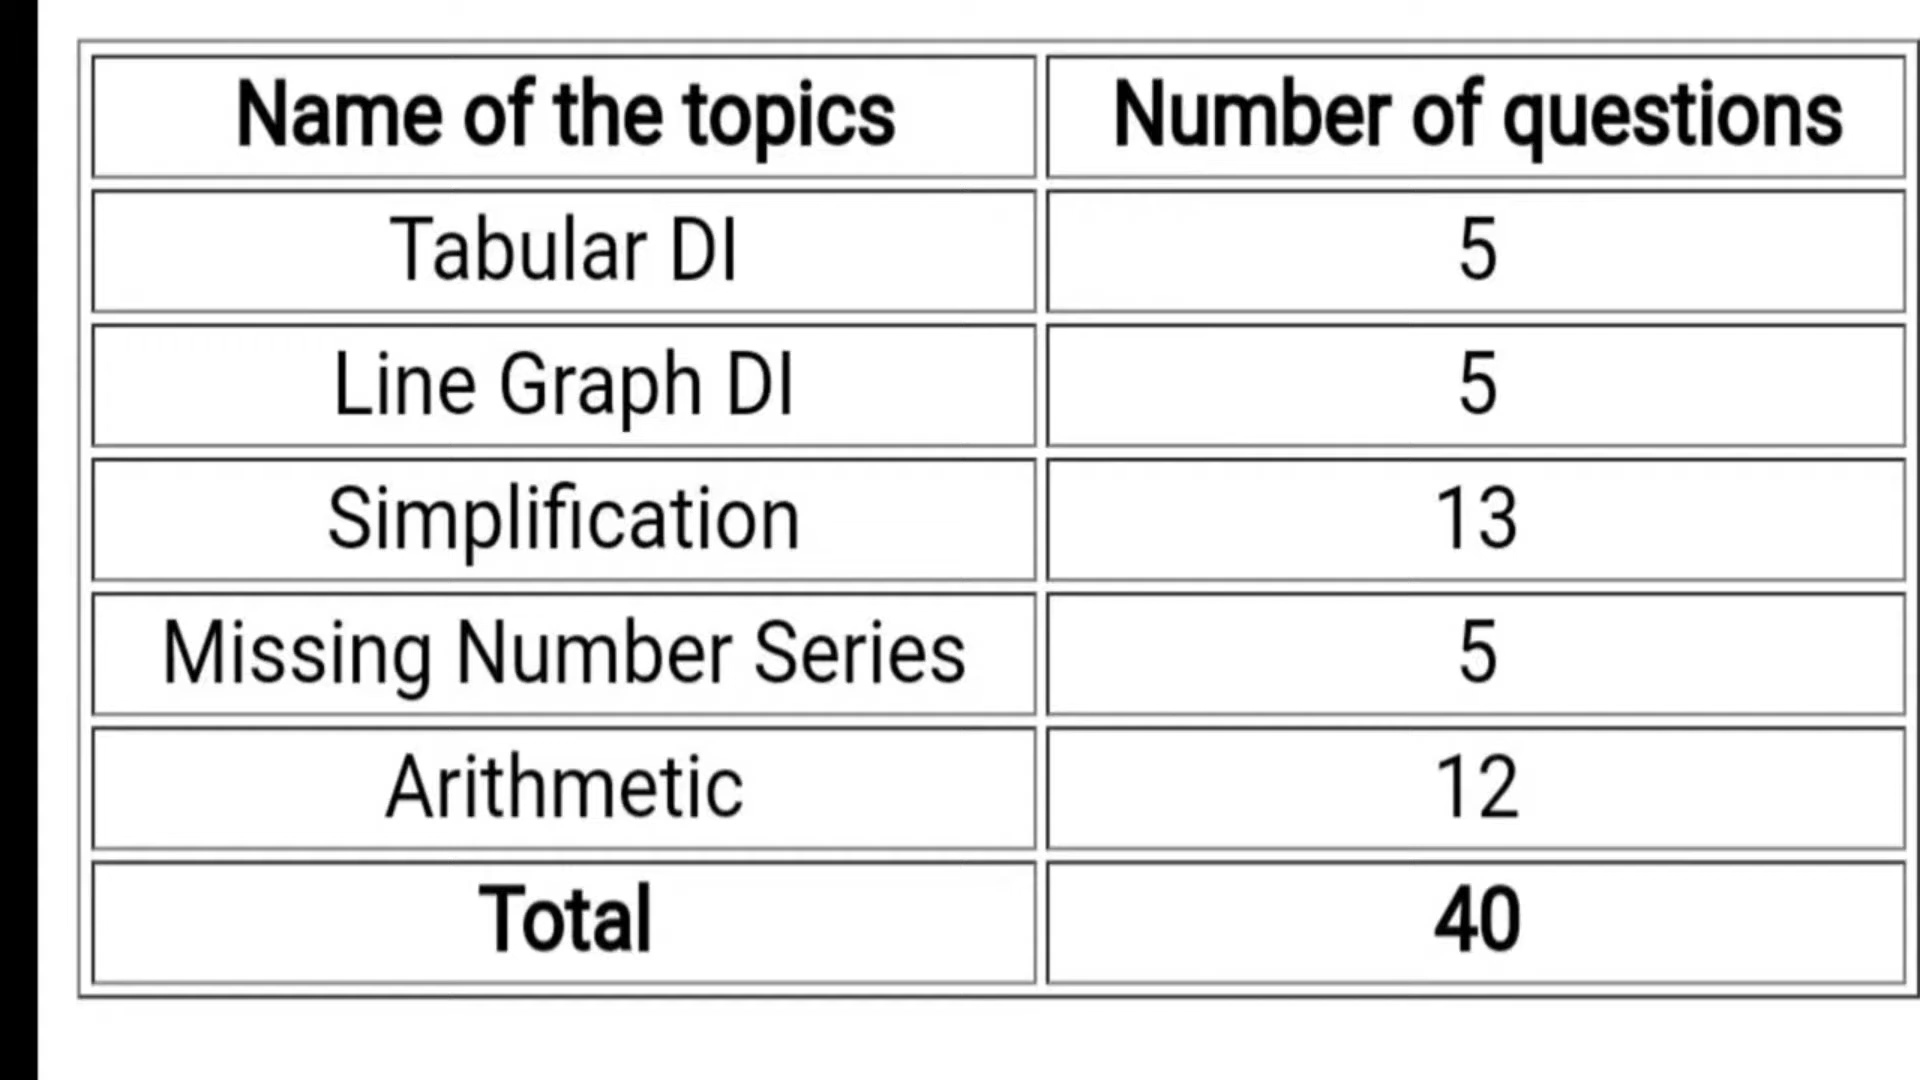 Name of the topics Number of questions
Tabular DI 5
Line Graph DI 5
Simplification 13
Missing Number Series 5
Arithmetic 12
Total 40